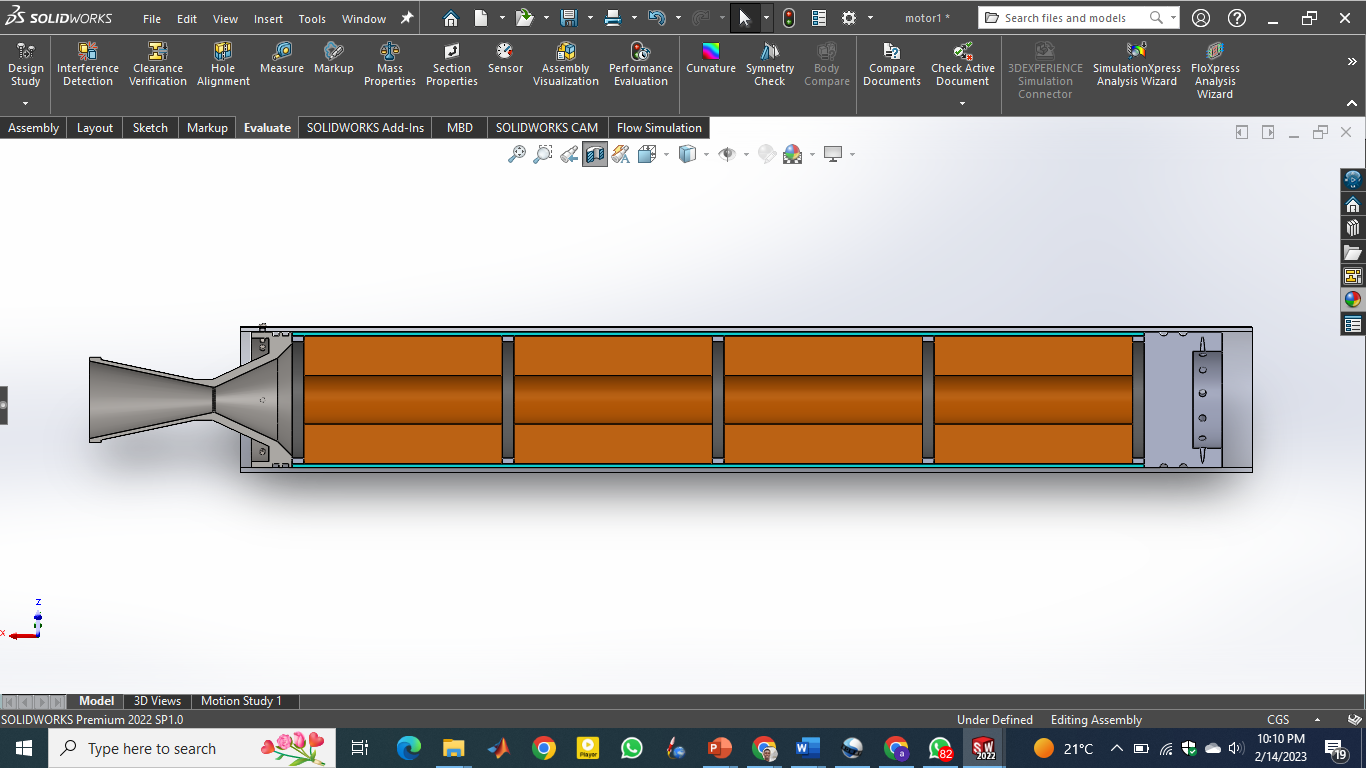 SOLIDWORKS File Edit View Insert Tools Window motor1 * Search files and models
Design Study
Interference Detection
Clearance Verification
Hole Alignment
Measure
Markup
Mass Properties
Section Properties
Sensor
Assembly Visualization
Performance Evaluation
Curvature
Symmetry Check
Body Compare
Compare Documents
Check Active Document
3DEXPERIENCE Simulation Connector
SimulationXpress Analysis Wizard
FloXpress Analysis Wizard
Assembly Layout Sketch Markup Evaluate SOLIDWORKS Add-Ins MBD SOLIDWORKS CAM Flow Simulation
z
x
Model 3D Views Motion Study 1
SOLIDWORKS Premium 2022 SP1.0 Under Defined Editing Assembly CGS
Type here to search
Player
82
SW
2022
21°C
10:10 PM
2/14/2023
19